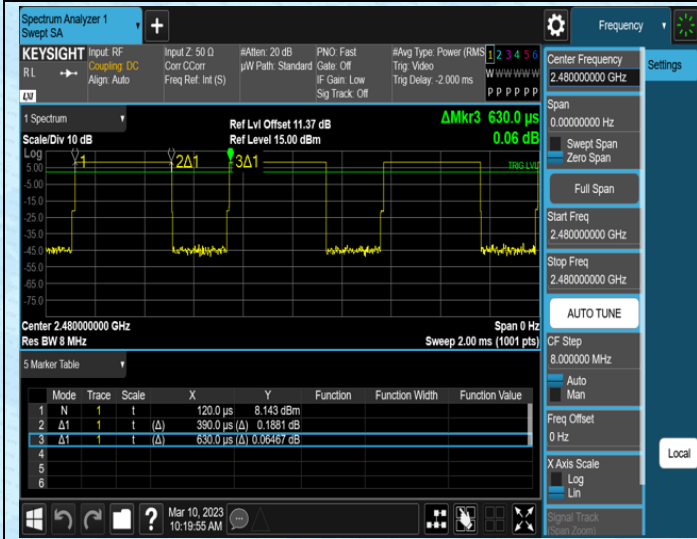 Spectrum Analyzer 1
Swept SA
+
Frequency
KEYSIGHT Input: RF Input Z: 50 Ω #Atten: 20 dB PNO: Fast #Avg Type: Power (RMS 1 2 3 4 5 6
RL Coupling: DC Corr CCorr µW Path: Standard Gate: Off Trig: Video W W W W W W
Align: Auto Freq Ref: Int (S) IF Gain: Low Trig Delay: -2.000 ms
LXI Sig Track: Off P P P P P P
1 Spectrum
Scale/Div 10 dB
Ref Lvl Offset 11.37 dB
Ref Level 15.00 dBm
ΔMkr3 630.0 µs
0.06 dB
Log
1
2Δ1
3Δ1
5.00
TRIG LVL
-5.00
-15.0
-25.0
-35.0
-45.0
-55.0
-65.0
-75.0
Center 2.480000000 GHz Span 0 Hz
Res BW 8 MHz Sweep 2.00 ms (1001 pts)
5 Marker Table
Mode Trace Scale X Y Function Function Width Function Value
1 N 1 t 120.0 µs 8.143 dBm
2 Δ1 1 t (Δ) 390.0 µs (Δ) 0.1881 dB
3 Δ1 1 t (Δ) 630.0 µs (Δ) 0.06467 dB
4
5
6
?
Mar 10, 2023
10:19:55 AM
Center Frequency
2.480000000 GHz
Span
0.00000000 Hz
Swept Span
Zero Span
Full Span
Start Freq
2.480000000 GHz
Stop Freq
2.480000000 GHz
AUTO TUNE
CF Step
8.000000 MHz
Auto
Man
Freq Offset
0 Hz
X Axis Scale
Log
Lin
Signal Track
(Span Zoom)
Settings
Local